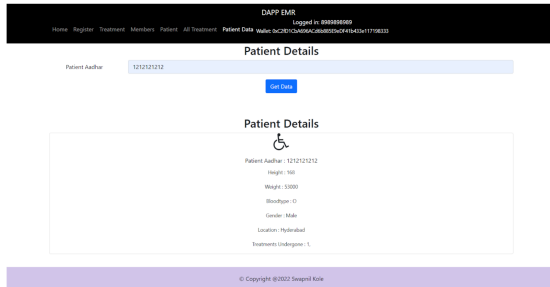 DAPP EMR
Logged in: 8989898989
Home Register Treatment Members Patient All Treatment Patient Data
Patient Details
Patient Aadhar 1212121212
Get Data
Patient Details
Patient Aadhar : 1212121212
Height : 160
Weight : 53000
Bloodtype : O
Gender : Male
Location : Hyderabad
Treatments Undergone : 1,
© Copyright @2022 Swapnil Kole